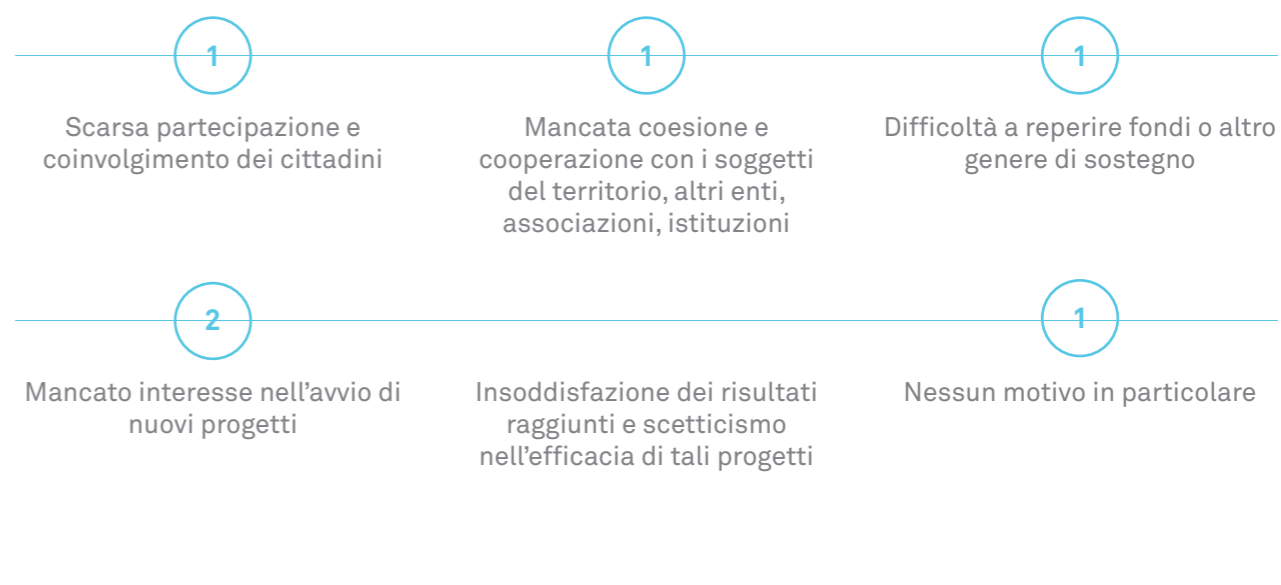 1
Scarsa partecipazione e
coinvolgimento dei cittadini
1
Mancata coesione e
cooperazione con i soggetti
del territorio, altri enti,
associazioni, istituzioni
1
Difficoltà a reperire fondi o altro
genere di sostegno
2
Mancato interesse nell’avvio di
nuovi progetti
Insoddisfazione dei risultati
raggiunti e scetticismo
nell’efficacia di tali progetti
1
Nessun motivo in particolare